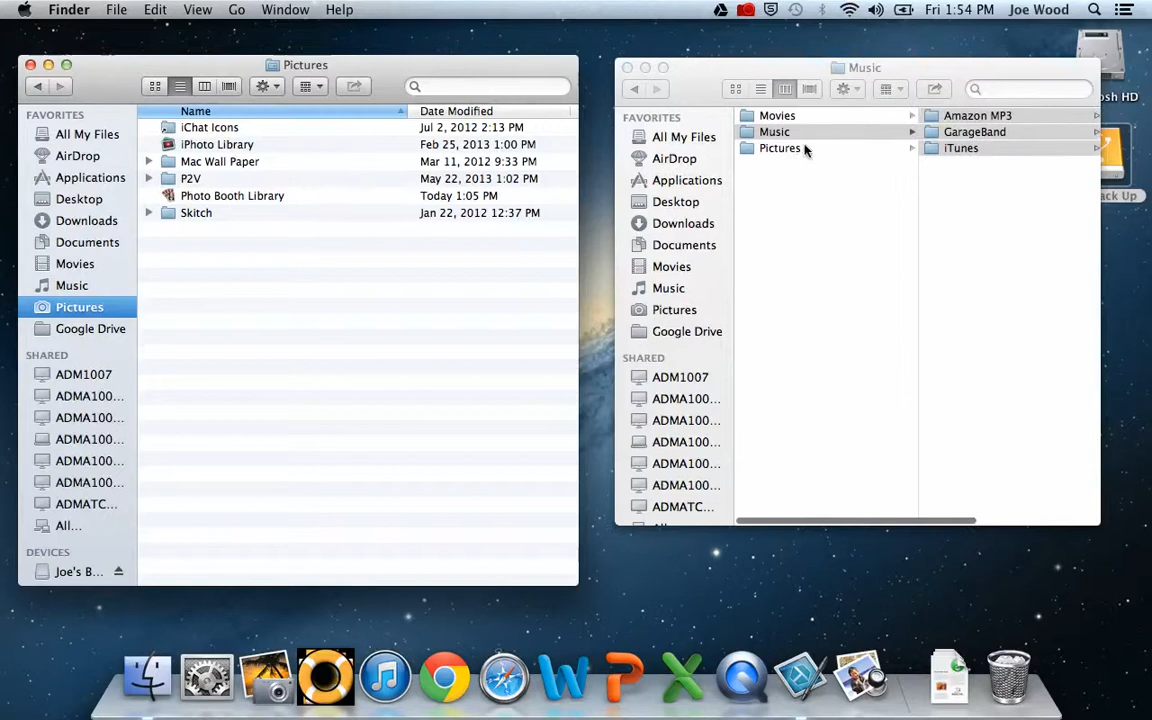 Finder File Edit View Go Window Help
Fri 1:54 PM Joe Wood
Pictures
FAVORITES
All My Files
AirDrop
Applications
Desktop
Downloads
Documents
Movies
Music
Pictures
Google Drive
SHARED
ADM1007
ADMA100...
ADMA100...
ADMA100...
ADMA100...
ADMA100...
ADMATC...
All...
DEVICES
Joe's B...
Name Date Modified
iChat Icons Jul 2, 2012 2:13 PM
iPhoto Library Feb 25, 2013 1:00 PM
Mac Wall Paper Mar 11, 2012 9:33 PM
P2V May 22, 2013 1:02 PM
Photo Booth Library Today 1:05 PM
Skitch Jan 22, 2012 12:37 PM
Music
FAVORITES
All My Files
AirDrop
Applications
Desktop
Downloads
Documents
Movies
Music
Pictures
Google Drive
SHARED
ADM1007
ADMA100...
ADMA100...
ADMA100...
ADMA100...
ADMA100...
ADMATC...
Movies
Music
Pictures
Amazon MP3
GarageBand
iTunes
osh HD
ck Up
W P X